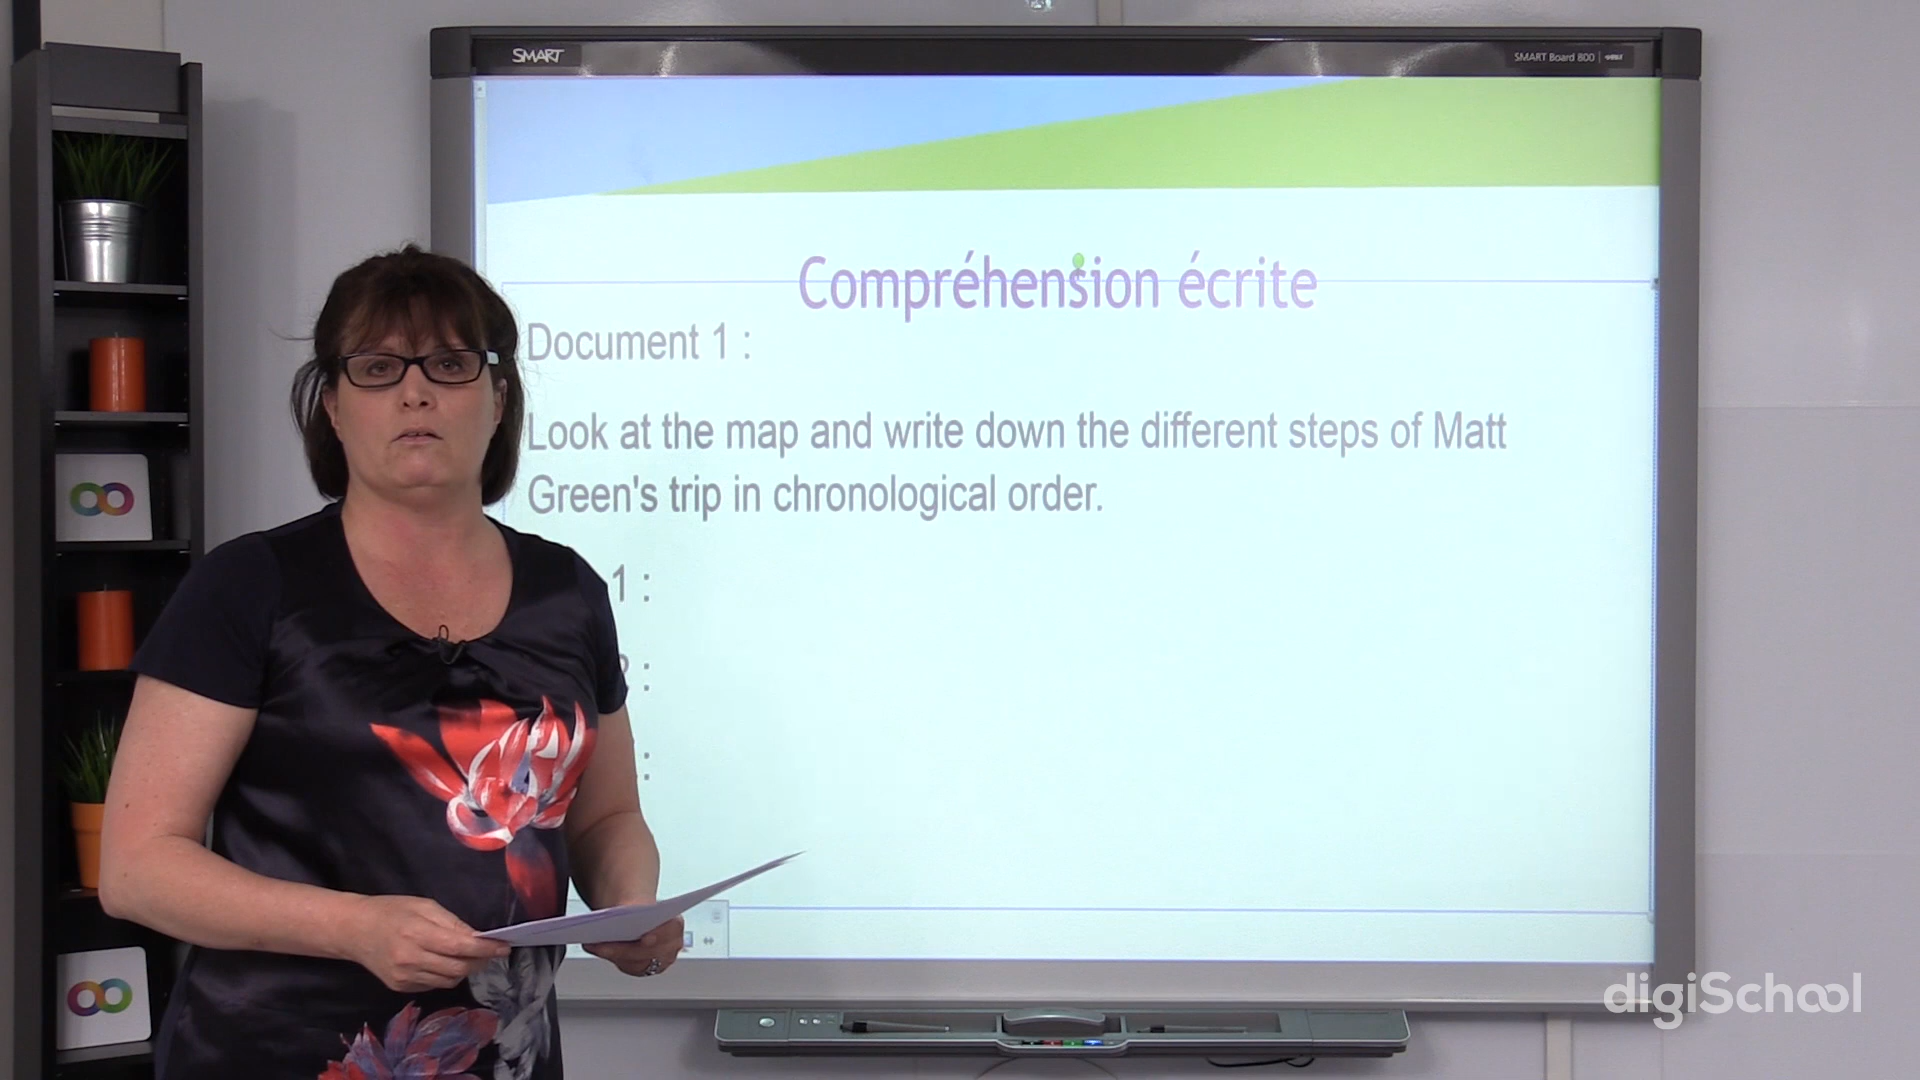 SMART
SMART Board 800
Compréhension écrite
Document 1 :
Look at the map and write down the different steps of Matt
Green's trip in chronological order.
1 :
:
:
digiSchool